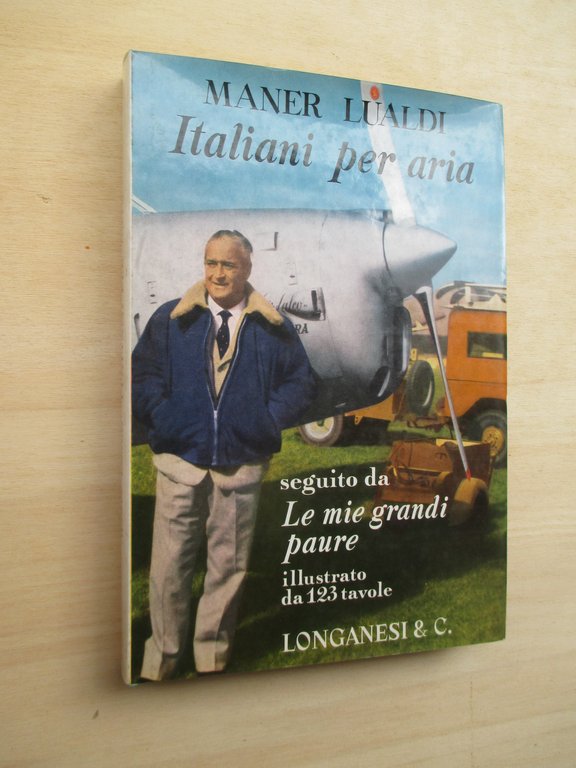 MANER LUALDI
Italiani per aria
seguito da
Le mie grandi
paure
illustrato
da 123 tavole
LONGANESI & C.